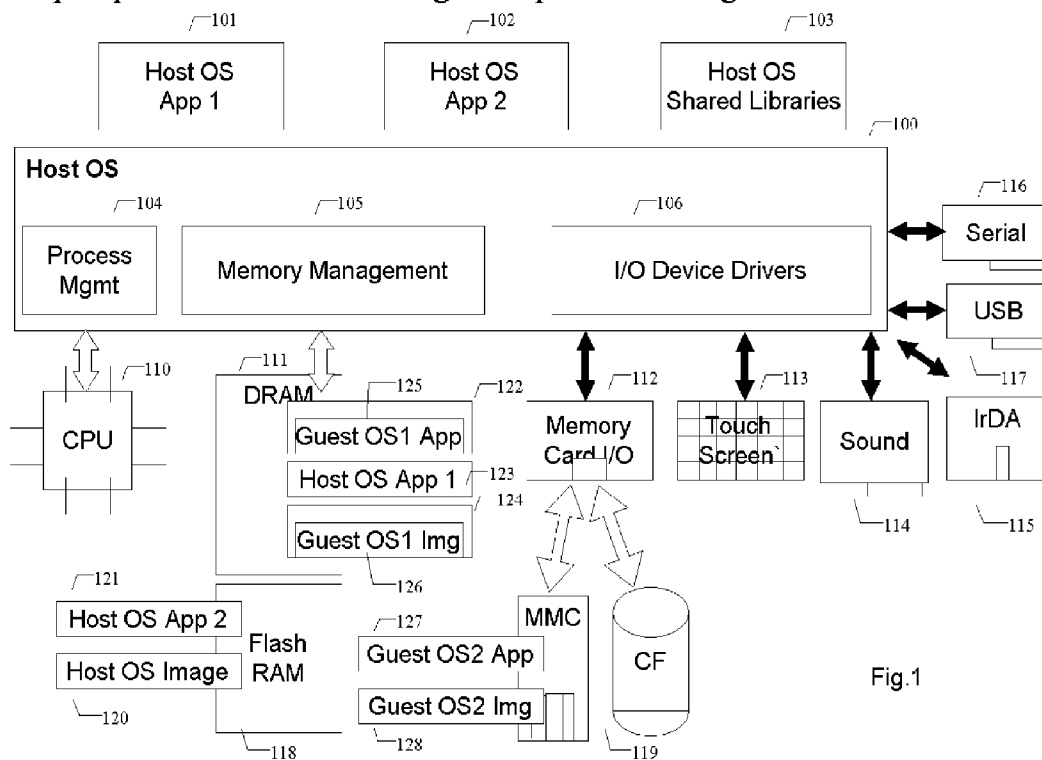 101
102
103
Host OS
App 1
Host OS
App 2
Host OS
Shared Libraries
100
Host OS
104
105
106
116
Process
Mgmt
Memory Management
I/O Device Drivers
Serial
USB
110
111
125
122
112
113
117
DRAM
CPU
Guest OS1 App
Host OS App 1
123
124
Guest OS1 Img
Memory
Card I/O
Touch
Screen`
Sound
IrDA
114
115
121
126
Host OS App 2
Host OS Image
120
Flash
RAM
118
127
Guest OS2 App
Guest OS2 Img
128
MMC
119
CF
Fig.1